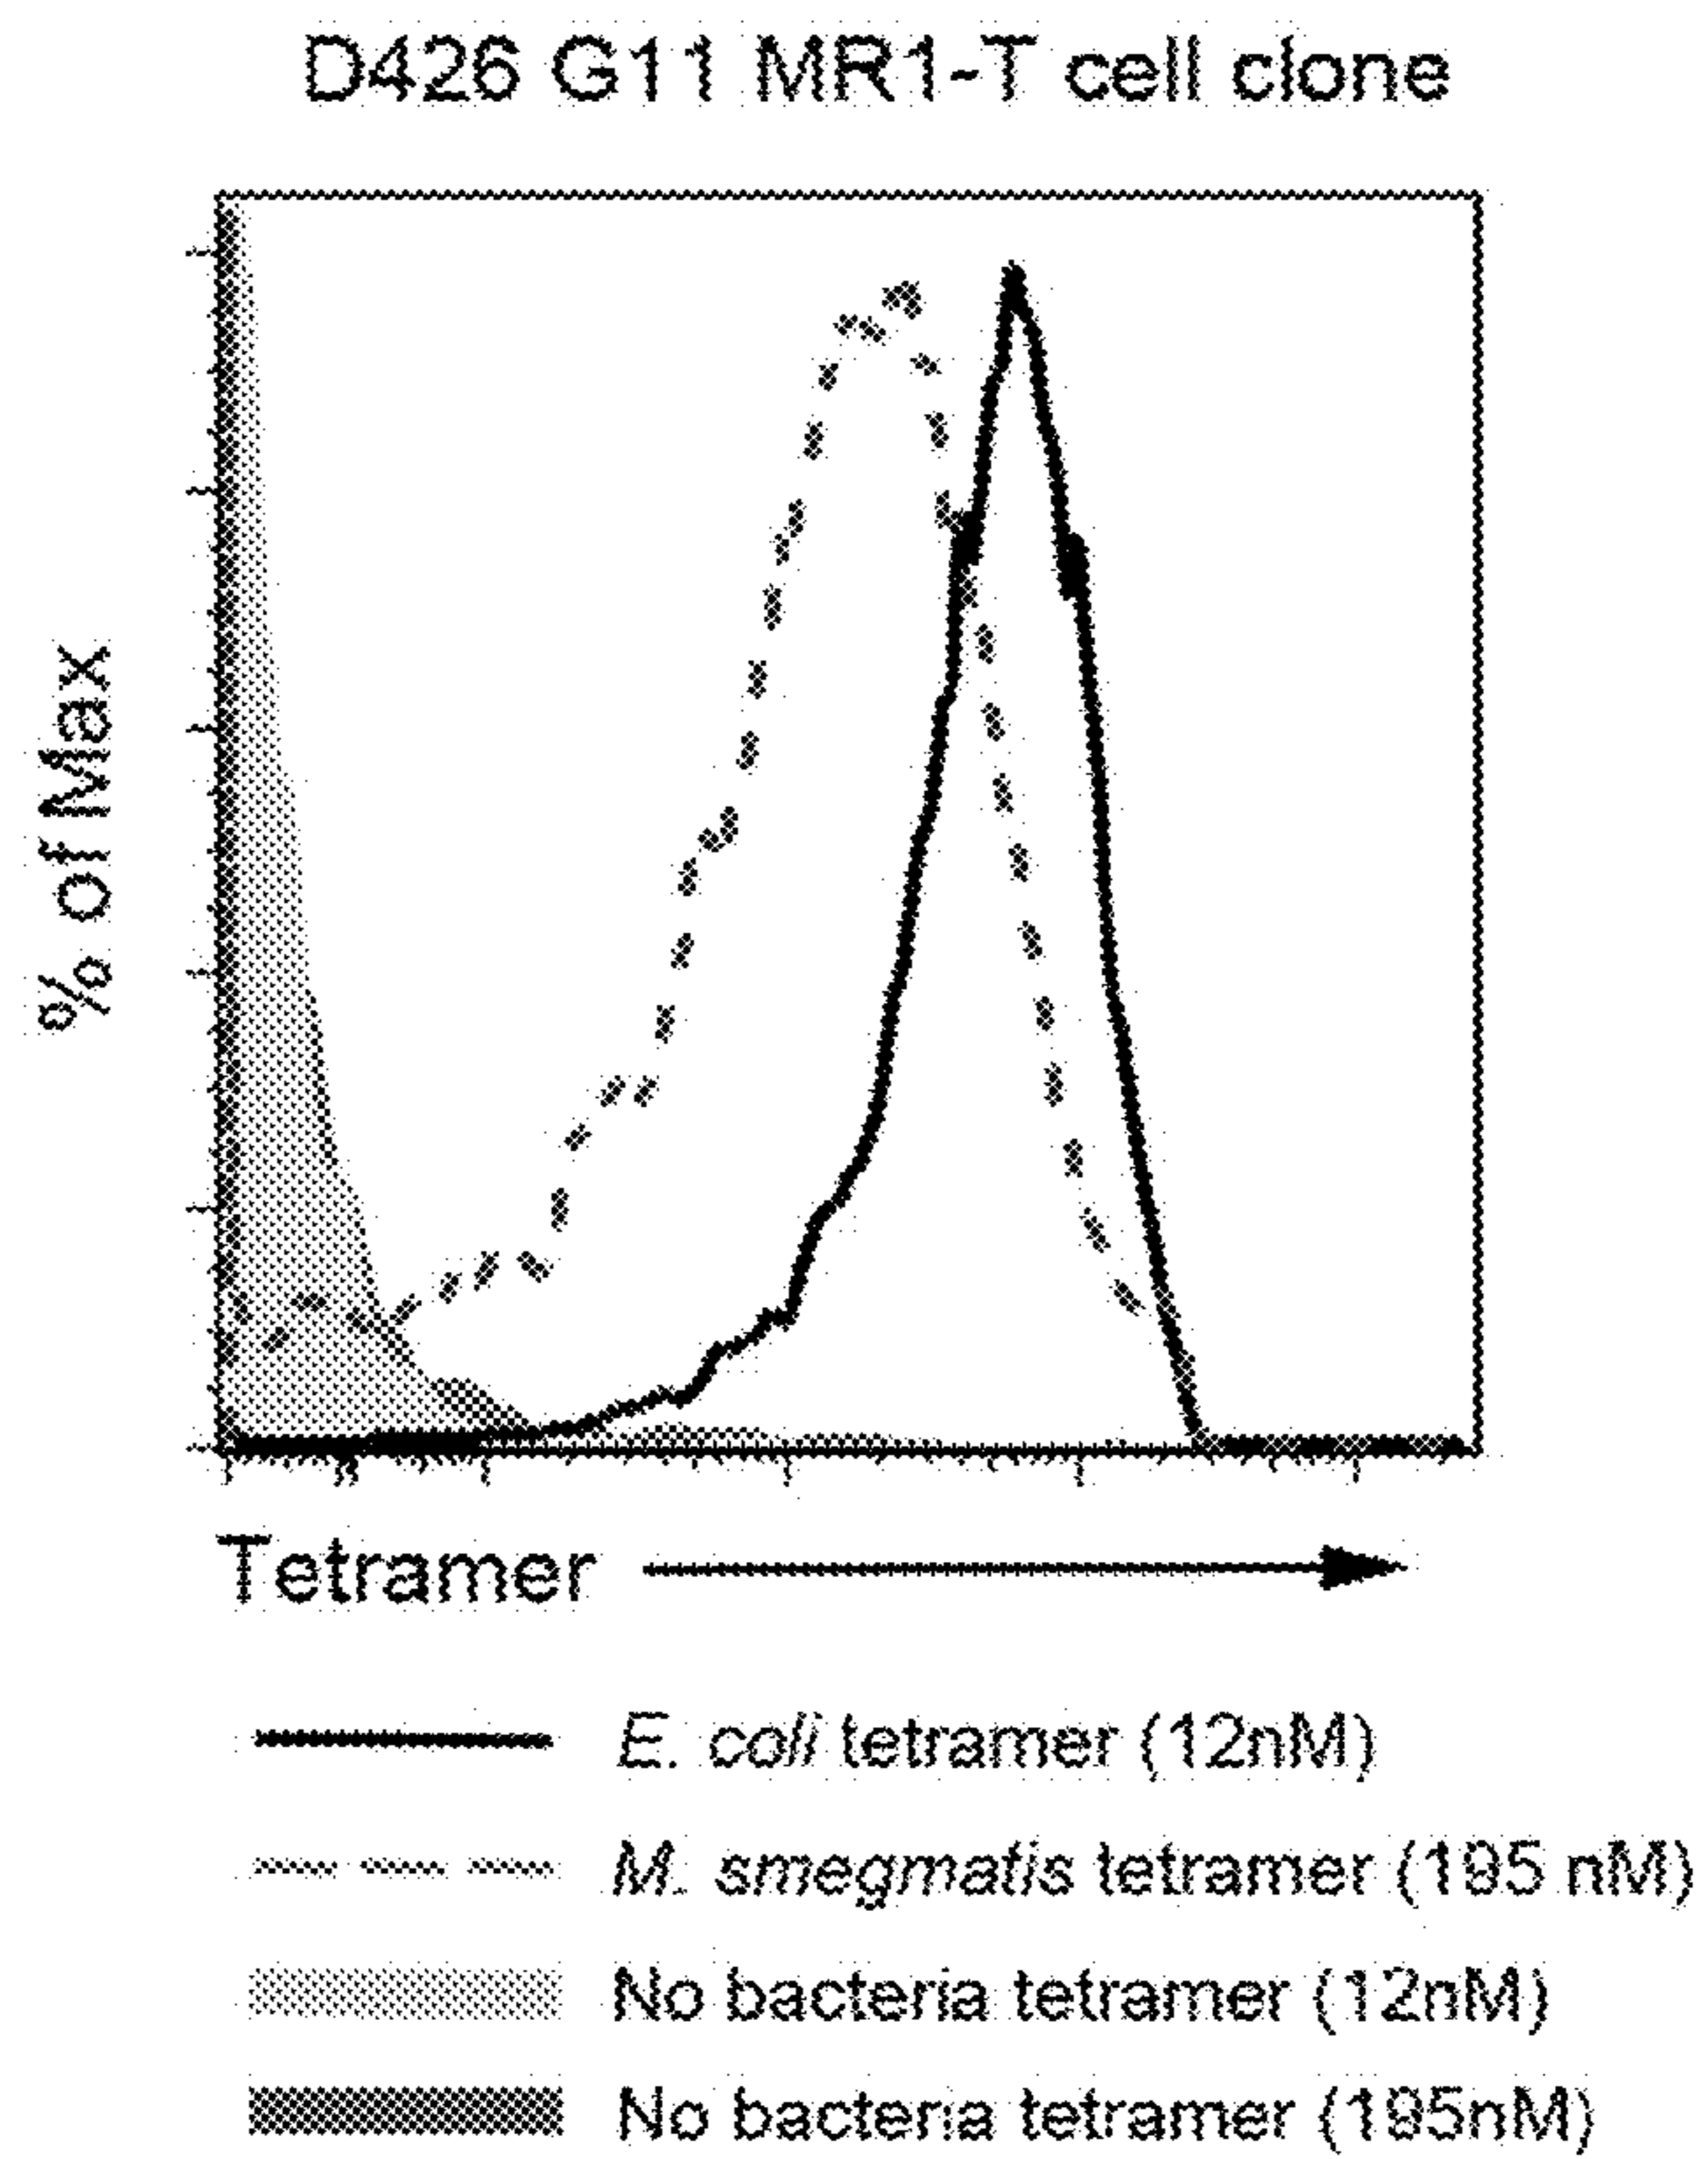 D426 G11 MR1-T cell clone
% of Max
Tetramer
E. coli tetramer (12nM)
M. smegmatis tetramer (195 nM)
No bacteria tetramer (12nM)
No bacteria tetramer (195nM)